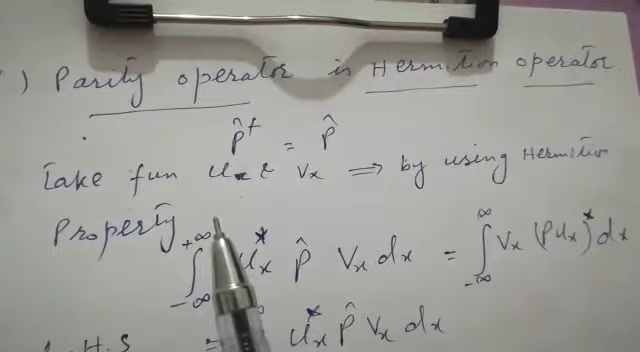 ) Parity operator is Hermition operator
P̂† = P̂
Take fun Ux & Vx ⇒ by using Hermition
Property
∫_{-∞}^{+∞} Ux* P̂ Vx dx = ∫_{-∞}^{∞} Vx (PUx)* dx
L.H.S = Ux* P̂ Vx dx